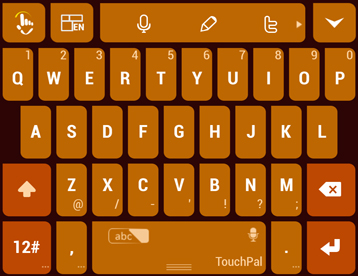 EN
1 2 3 4 5 6 7 8 9 0
Q W E R T Y U I O P
A S D F G H J K L
Z X C V B N M
@ / - ' ! ? ;
12# , abc TouchPal .
... ... ...